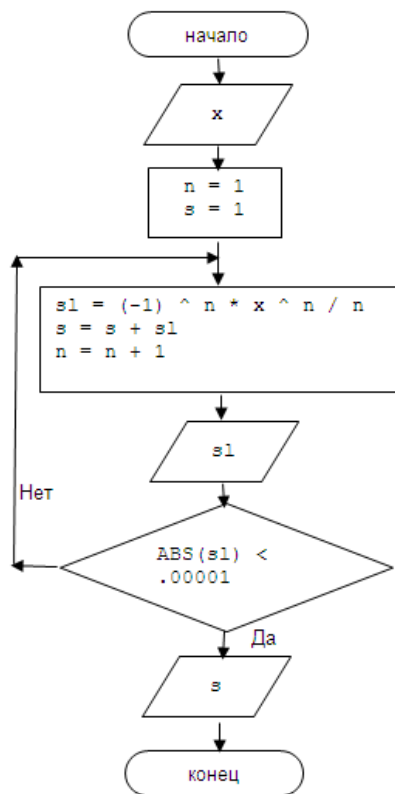 начало
x
n = 1
s = 1
sl = (-1) ^ n * x ^ n / n
s = s + sl
n = n + 1
sl
Нет
ABS(sl) <
.00001
Да
s
конец